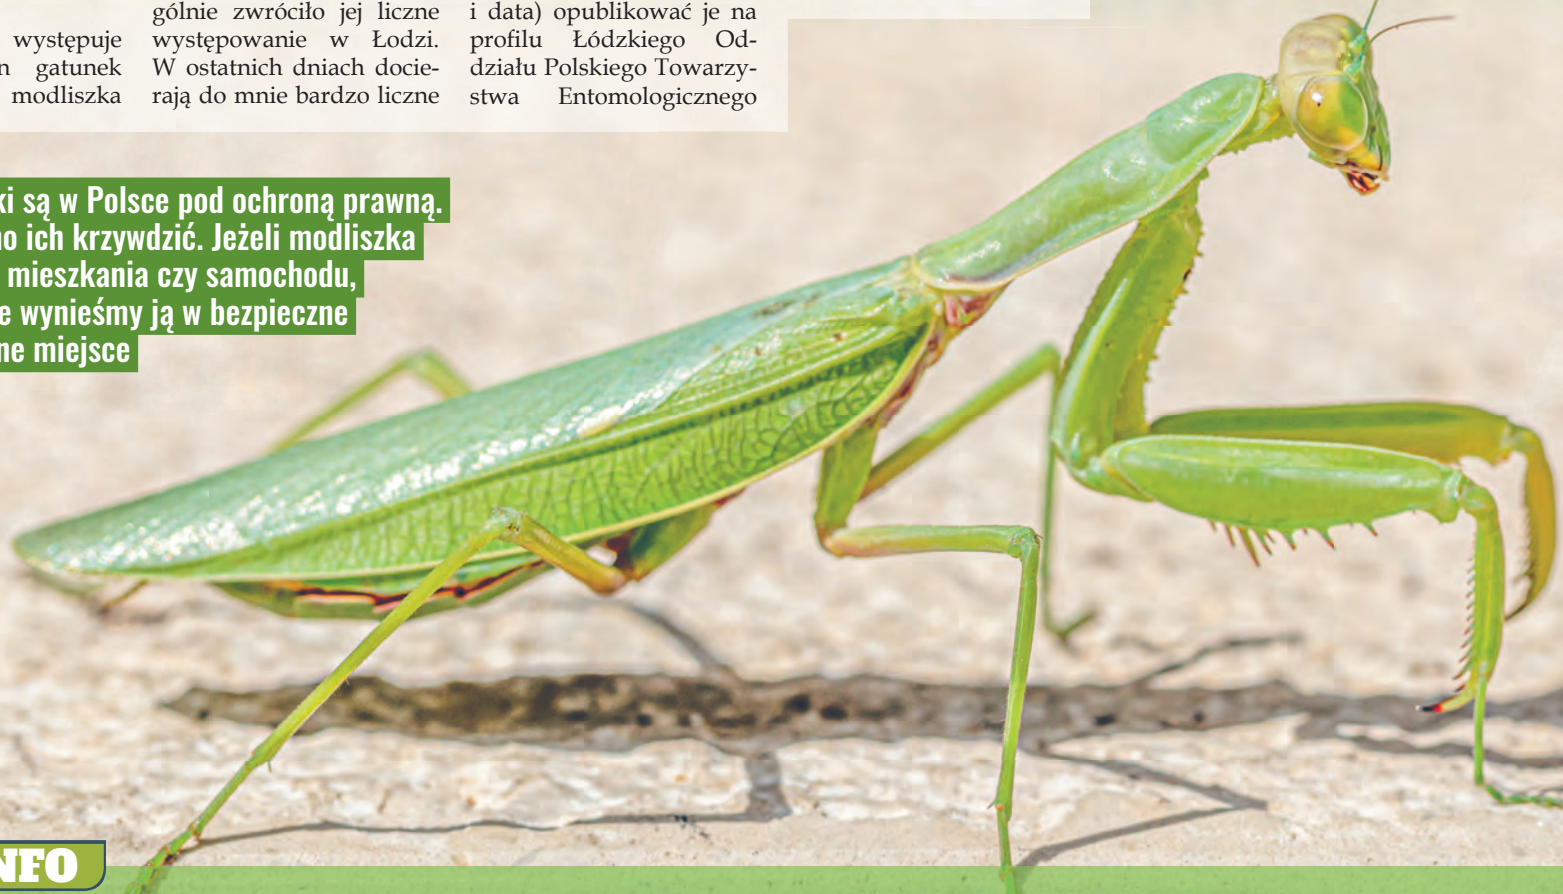 występuje
n gatunek
modliszka
gólnie zwróciło jej liczne
występowanie w Łodzi.
W ostatnich dniach docie-
rają do mnie bardzo liczne
i data) opublikować je na
profilu Łódzkiego Od-
działu Polskiego Towarzy-
stwa Entomologicznego
ki są w Polsce pod ochroną prawną.
no ich krzywdzić. Jeżeli modliszka
mieszkania czy samochodu,
e wynieśmy ją w bezpieczne
ne miejsce
NFO